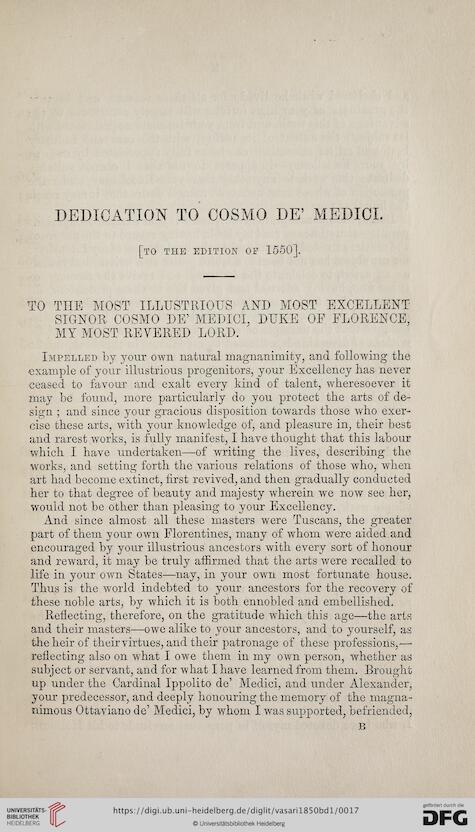 DEDICATION TO COSMO DE' MEDICI.
[TO THE EDITION OF 1550].
TO THE MOST ILLUSTRIOUS AND MOST EXCELLENT
SIGNOR COSMO DE' MEDICI, DUKE OF FLORENCE,
MY MOST REVERED LORD.
Impelled by your own natural magnanimity, and following the
example of your illustrious progenitors, your Excellency has never
ceased to favour and exalt every kind of talent, wheresoever it
may be found, more particularly do you protect the arts of de-
sign ; and since your gracious disposition towards those who exer-
cise these arts, with your knowledge of, and pleasure in, their best
and rarest works, is fully manifest, I have thought that this labour
which I have undertaken—of writing the lives, describing the
works, and setting forth the various relations of those who, when
art had become extinct, first revived, and then gradually conducted
her to that degree of beauty and majesty wherein we now see her,
would not be other than pleasing to your Excellency.
And since almost all these masters were Tuscans, the greater
part of them your own Florentines, many of whom were aided and
encouraged by your illustrious ancestors with every sort of honour
and reward, it may be truly affirmed that the arts were recalled to
life in your own States—nay, in your own most fortunate house.
Thus is the world indebted to your ancestors for the recovery of
these noble arts, by which it is both ennobled and embellished.
Reflecting, therefore, on the gratitude which this age—the arts
and their masters—owe alike to your ancestors, and to yourself, as
the heir of their virtues, and their patronage of these professions,—
reflecting also on what I owe them in my own person, whether as
subject or servant, and for what I have learned from them. Brought
up under the Cardinal Ippolito de' Medici, and under Alexander,
your predecessor, and deeply honouring the memory of the magna-
nimous Ottaviano de' Medici, by whom I was supported, befriended,
B
UNIVERSITÄTS-
BIBLIOTHEK
HEIDELBERG
https://digi.ub.uni-heidelberg.de/diglit/vasari1850bd1/0017
© Universitätsbibliothek Heidelberg
gefördert durch die
DFG